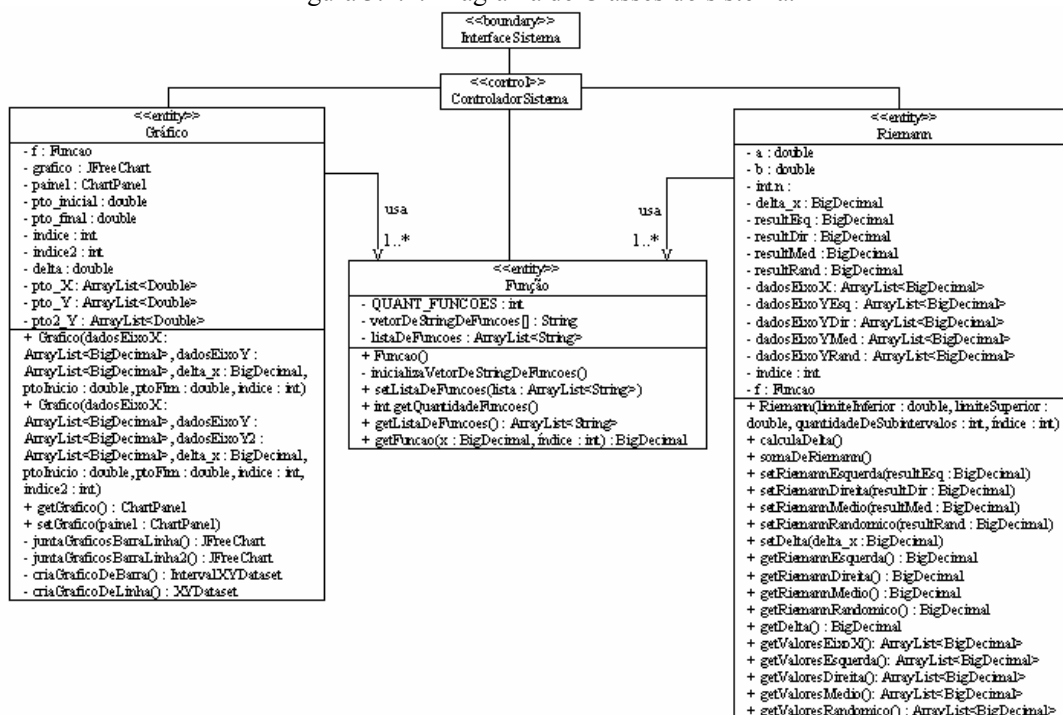 <<boundary>>
InterfaceSistema
<<control>>
ControladorSistema
<<entity>>
Gráfico
- f : Funcao
- grafico : JFreeChart
- painel : ChartPanel
- pto_inicial : double
- pto_final : double
- indice : int
- indice2 : int
- delta : double
- pto_X : ArrayList<Double>
- pto_Y : ArrayList<Double>
- pto2_Y : ArrayList<Double>
+ Grafico(dadosEixoX :
ArrayList<BigDecimal>, dadosEixoY :
ArrayList<BigDecimal>, delta_x : BigDecimal,
ptoInicio : double, ptoFim : double, indice : int)
+ Grafico(dadosEixoX :
ArrayList<BigDecimal>, dadosEixoY :
ArrayList<BigDecimal>, dadosEixoY2 :
ArrayList<BigDecimal>, delta_x : BigDecimal,
ptoInicio : double, ptoFim : double, indice : int,
indice2 : int)
+ getGrafico() : ChartPanel
+ setGrafico(painel : ChartPanel)
- juntaGraficosBarraLinha() : JFreeChart
- juntaGraficosBarraLinha2() : JFreeChart
- criaGraficoDeBarra() : IntervalXYDataset
- criaGraficoDeLinha() : XYDataset
usa
1..*
usa
1..*
<<entity>>
Função
- QUANT_FUNCOES : int
- vetorDeStringDeFuncoes[] : String
- listaDeFuncoes : ArrayList<String>
+ Funcao()
- inicializaVetorDeStringDeFuncoes()
+ setListaDeFuncoes(lista : ArrayList<String>)
+ int getQuantidadeFuncoes()
+ getListaDeFuncoes() : ArrayList<String>
+ getFuncao(x : BigDecimal, índice : int) : BigDecimal
<<entity>>
Riemann
- a : double
- b : double
- int n :
- delta_x : BigDecimal
- resultEsq : BigDecimal
- resultDir : BigDecimal
- resultMed : BigDecimal
- resultRand : BigDecimal
- dadosEixoX : ArrayList<BigDecimal>
- dadosEixoYEsq : ArrayList<BigDecimal>
- dadosEixoYDir : ArrayList<BigDecimal>
- dadosEixoYMed : ArrayList<BigDecimal>
- dadosEixoYRand : ArrayList<BigDecimal>
- indice : int
- f : Funcao
+ Riemann(limiteInferior : double, limiteSuperior :
double, quantidadeDeSubintervalos : int, índice : int)
+ calculaDelta()
+ somaDeRiemann()
+ setRiemannEsquerda(resultEsq : BigDecimal)
+ setRiemannDireita(resultDir : BigDecimal)
+ setRiemannMedio(resultMed : BigDecimal)
+ setRiemannRandomico(resultRand : BigDecimal)
+ setDelta(delta_x : BigDecimal)
+ getRiemannEsquerda() : BigDecimal
+ getRiemannDireita() : BigDecimal
+ getRiemannMedio() : BigDecimal
+ getRiemannRandomico() : BigDecimal
+ getDelta() : BigDecimal
+ getValoresEixoX(): ArrayList<BigDecimal>
+ getValoresEsquerda(): ArrayList<BigDecimal>
+ getValoresDireita(): ArrayList<BigDecimal>
+ getValoresMedio(): ArrayList<BigDecimal>
+ getValoresRandomico() : ArrayList<BigDecimal>